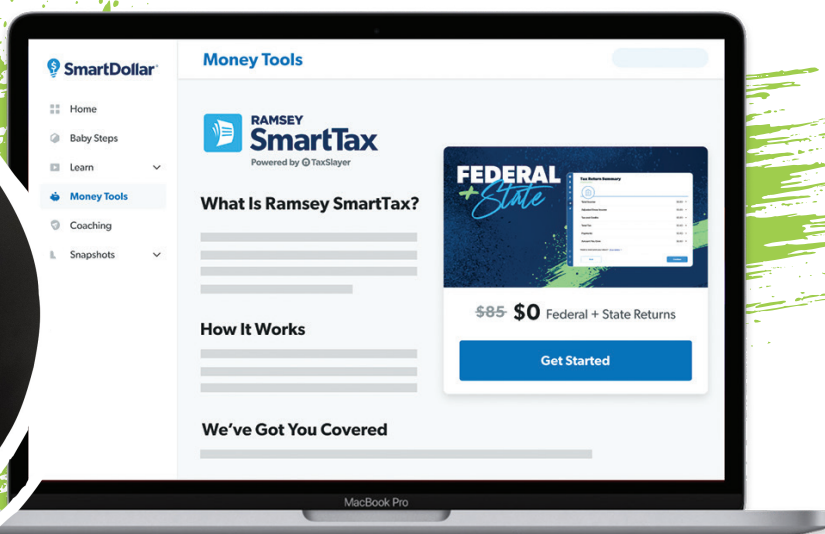 SmartDollar
Home
Baby Steps
Learn
Money Tools
Coaching
Snapshots
Money Tools
RAMSEY
SmartTax
Powered by TaxSlayer
What Is Ramsey SmartTax?
How It Works
We've Got You Covered
FEDERAL
+ State
Tax Return Summary
$85 $0 Federal + State Returns
Get Started
MacBook Pro